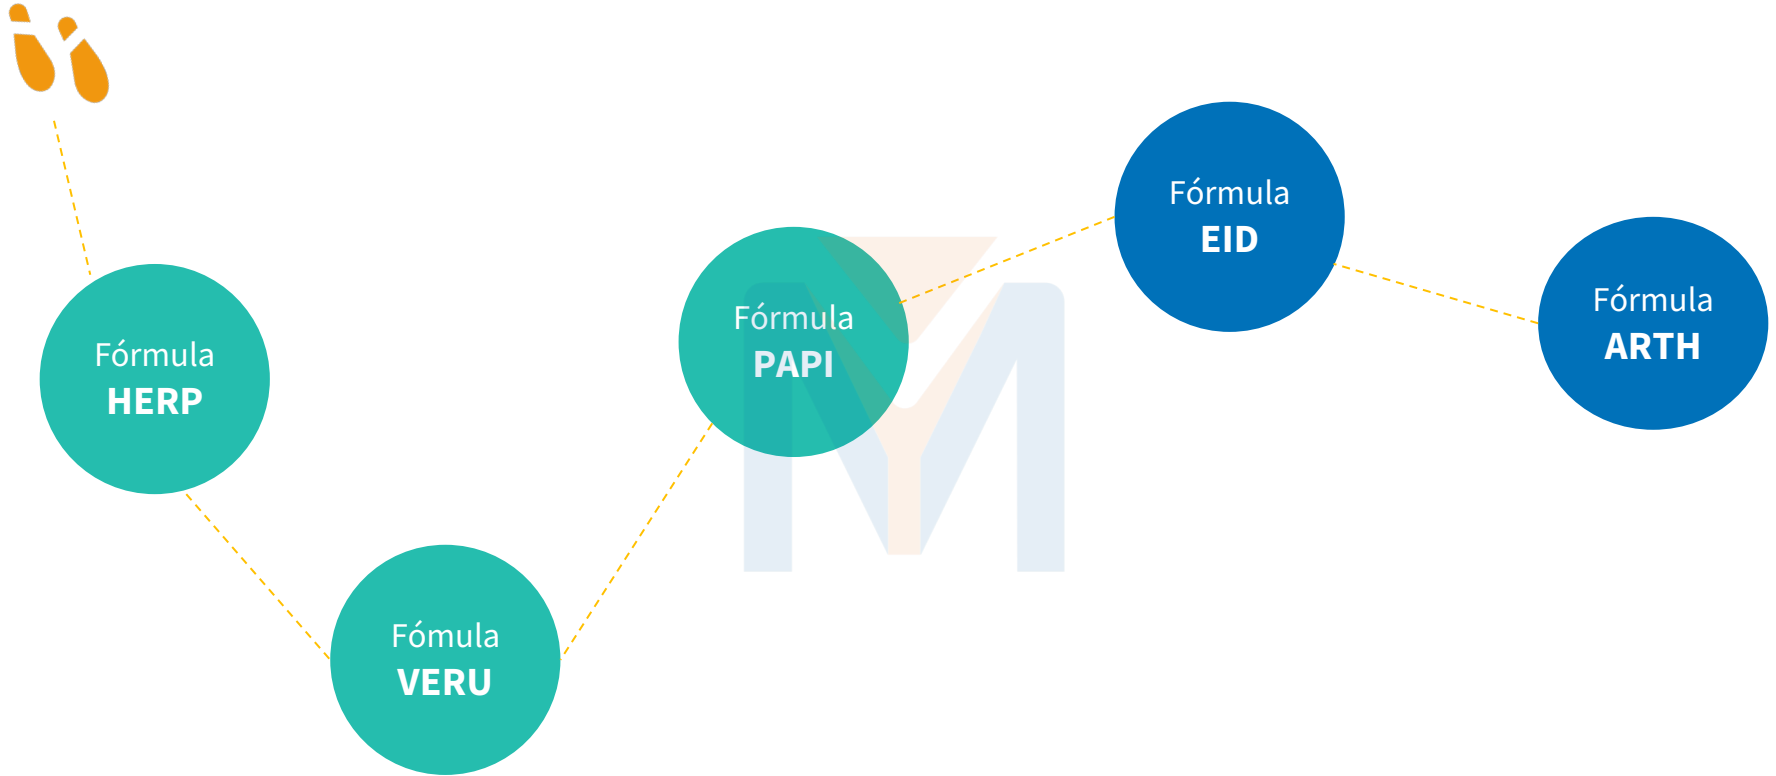 Fórmula
HERP
Fómula
VERU
Fórmula
PAPI
Fórmula
EID
Fórmula
ARTH